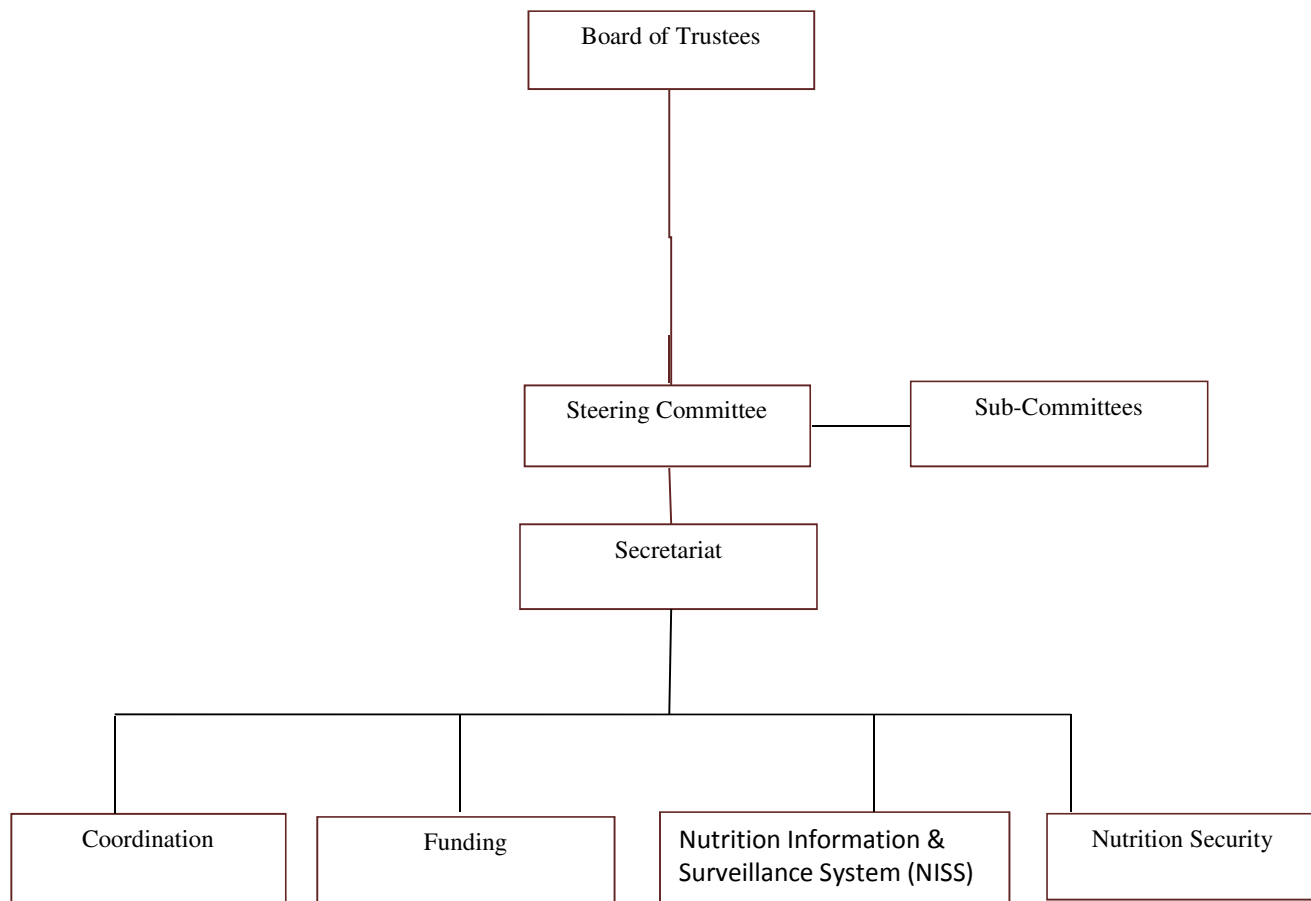 Board of Trustees
Steering Committee
Sub-Committees
Secretariat
Coordination
Funding
Nutrition Information &
Surveillance System (NISS)
Nutrition Security